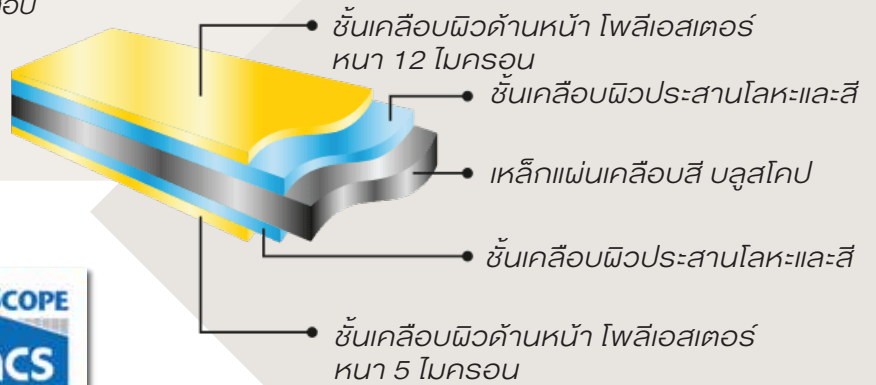 ชั้นเคลือบผิวด้านหน้า โพลีเอสเตอร์
หนา 12 ไมครอน
ชั้นเคลือบผิวประสานโลหะและสี
เหล็กแผ่นเคลือบสี บลูสโคป
ชั้นเคลือบผิวประสานโลหะและสี
ชั้นเคลือบผิวด้านหน้า โพลีเอสเตอร์
หนา 5 ไมครอน
SCOPE
acs